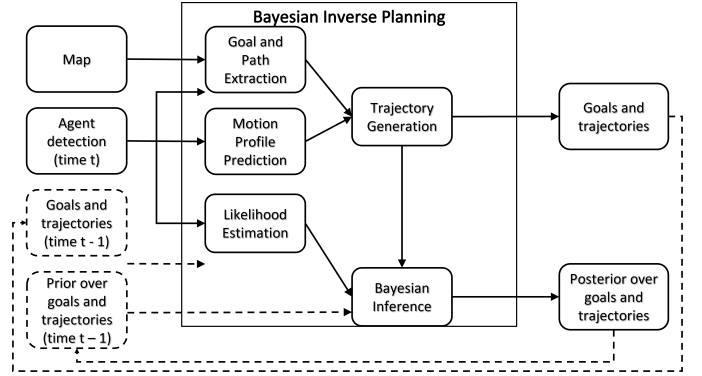 Bayesian Inverse Planning
Map
Goal and
Path
Extraction
Agent
detection
(time t)
Motion
Profile
Prediction
Trajectory
Generation
Goals and
trajectories
Goals and
trajectories
(time t - 1)
Likelihood
Estimation
Prior over
goals and
trajectories
(time t – 1)
Bayesian
Inference
Posterior over
goals and
trajectories